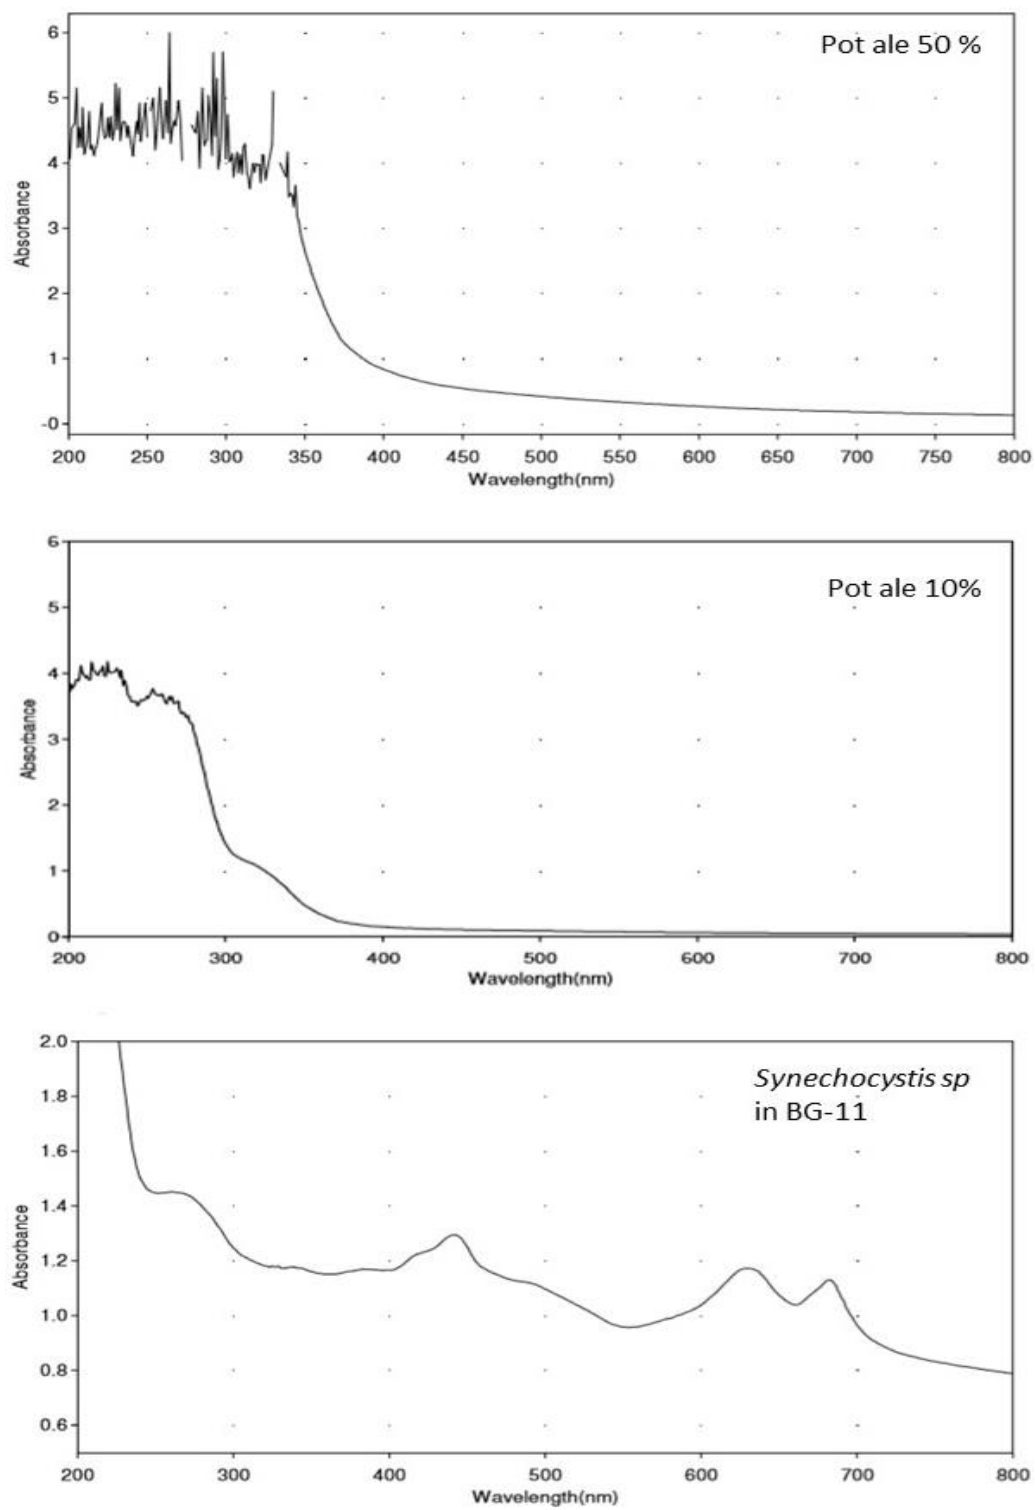 6
Pot ale 50 %
5
4
3
2
1
-0
Absorbance
200 250 300 350 400 450 500 550 600 650 700 750 800
Wavelength(nm)
6
Pot ale 10%
5
4
3
2
1
0
Absorbance
200 300 400 500 600 700 800
Wavelength(nm)
2.0
Synechocystis sp
in BG-11
1.8
1.6
1.4
1.2
1.0
0.8
0.6
Absorbance
200 300 400 500 600 700 800
Wavelength(nm)